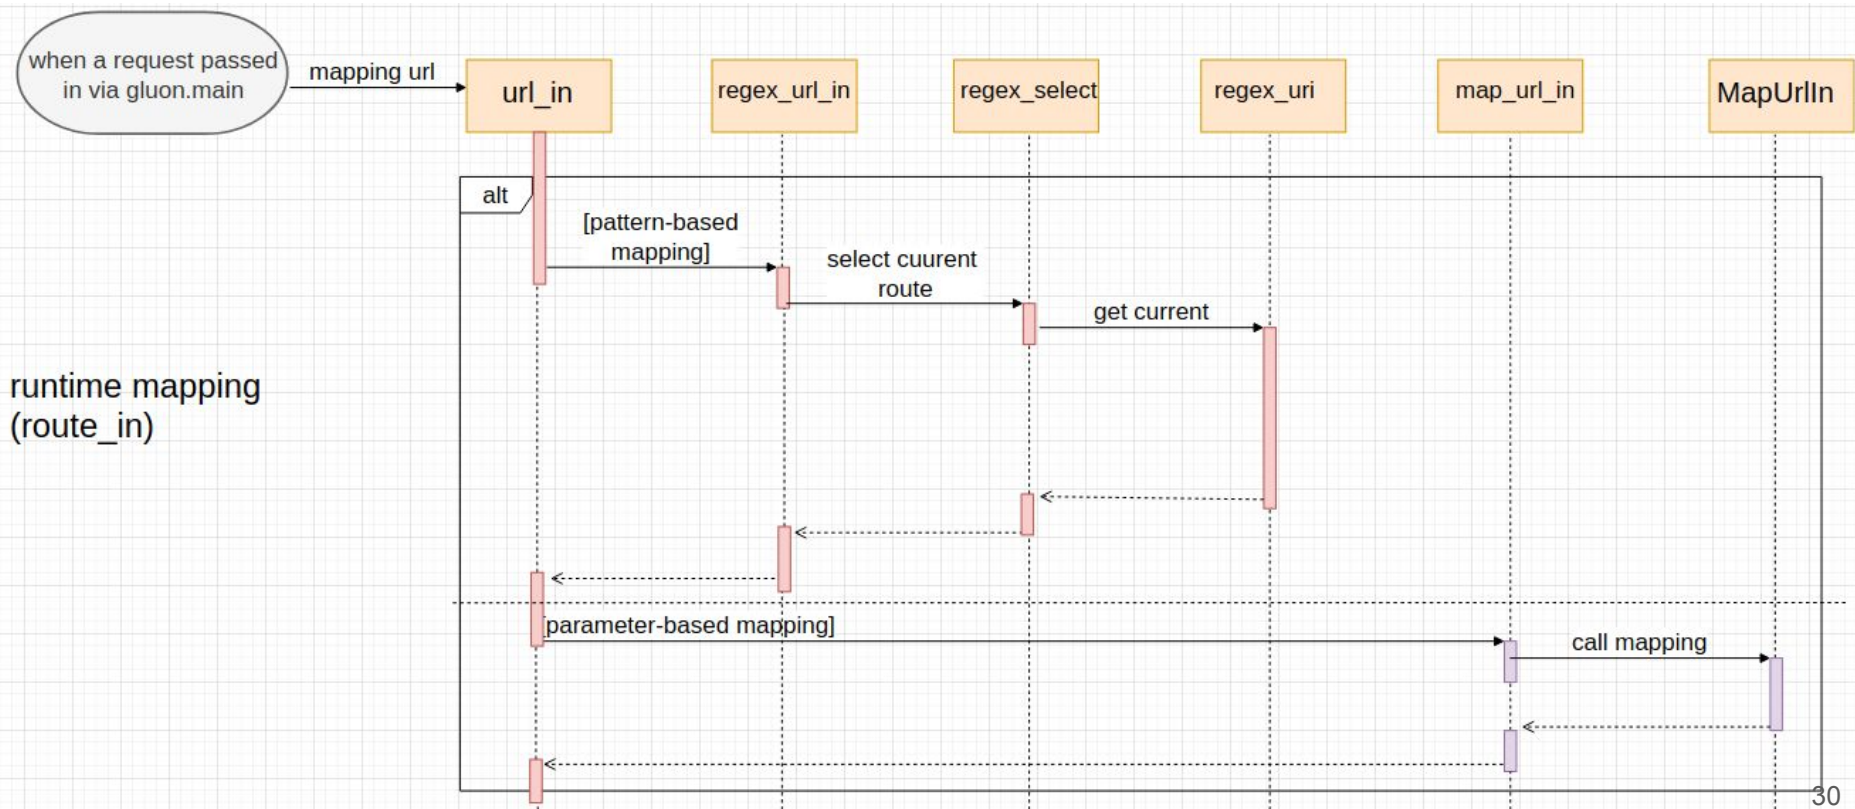 when a request passed
in via gluon.main
mapping url
url_in
regex_url_in
regex_select
regex_uri
map_url_in
MapUrlIn
alt
[pattern-based
mapping]
select cuurent
route
get current
runtime mapping
(route_in)
[parameter-based mapping]
call mapping
30